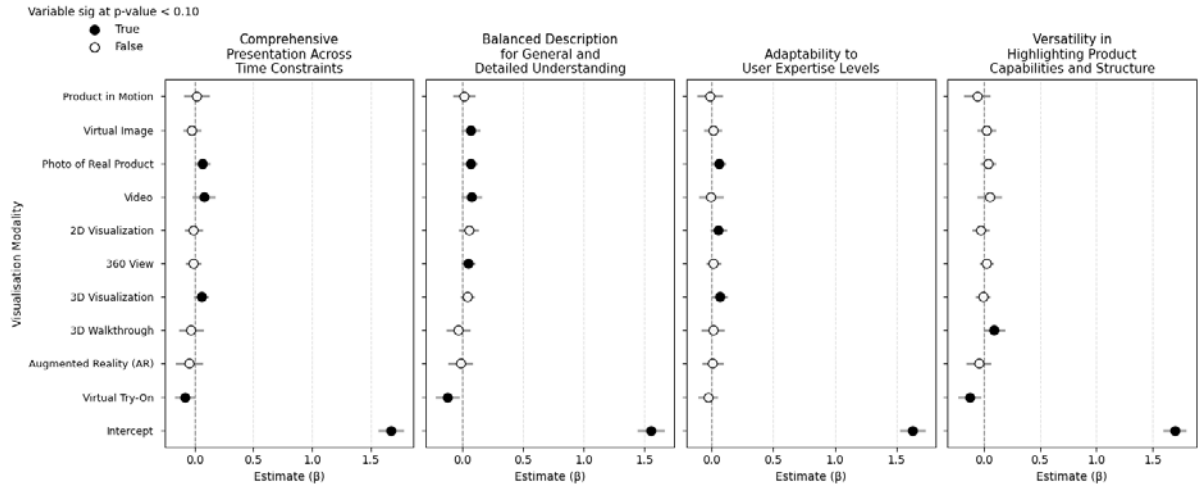 Variable sig at p-value < 0.10
True
False
Comprehensive
Presentation Across
Time Constraints
Balanced Description
for General and
Detailed Understanding
Adaptability to
User Expertise Levels
Versatility in
Highlighting Product
Capabilities and Structure
Visualisation Modality
Product in Motion
Virtual Image
Photo of Real Product
Video
2D Visualization
360 View
3D Visualization
3D Walkthrough
Augmented Reality (AR)
Virtual Try-On
Intercept
0.0 0.5 1.0 1.5
0.0 0.5 1.0 1.5
0.0 0.5 1.0 1.5
0.0 0.5 1.0 1.5
Estimate (β)
Estimate (β)
Estimate (β)
Estimate (β)